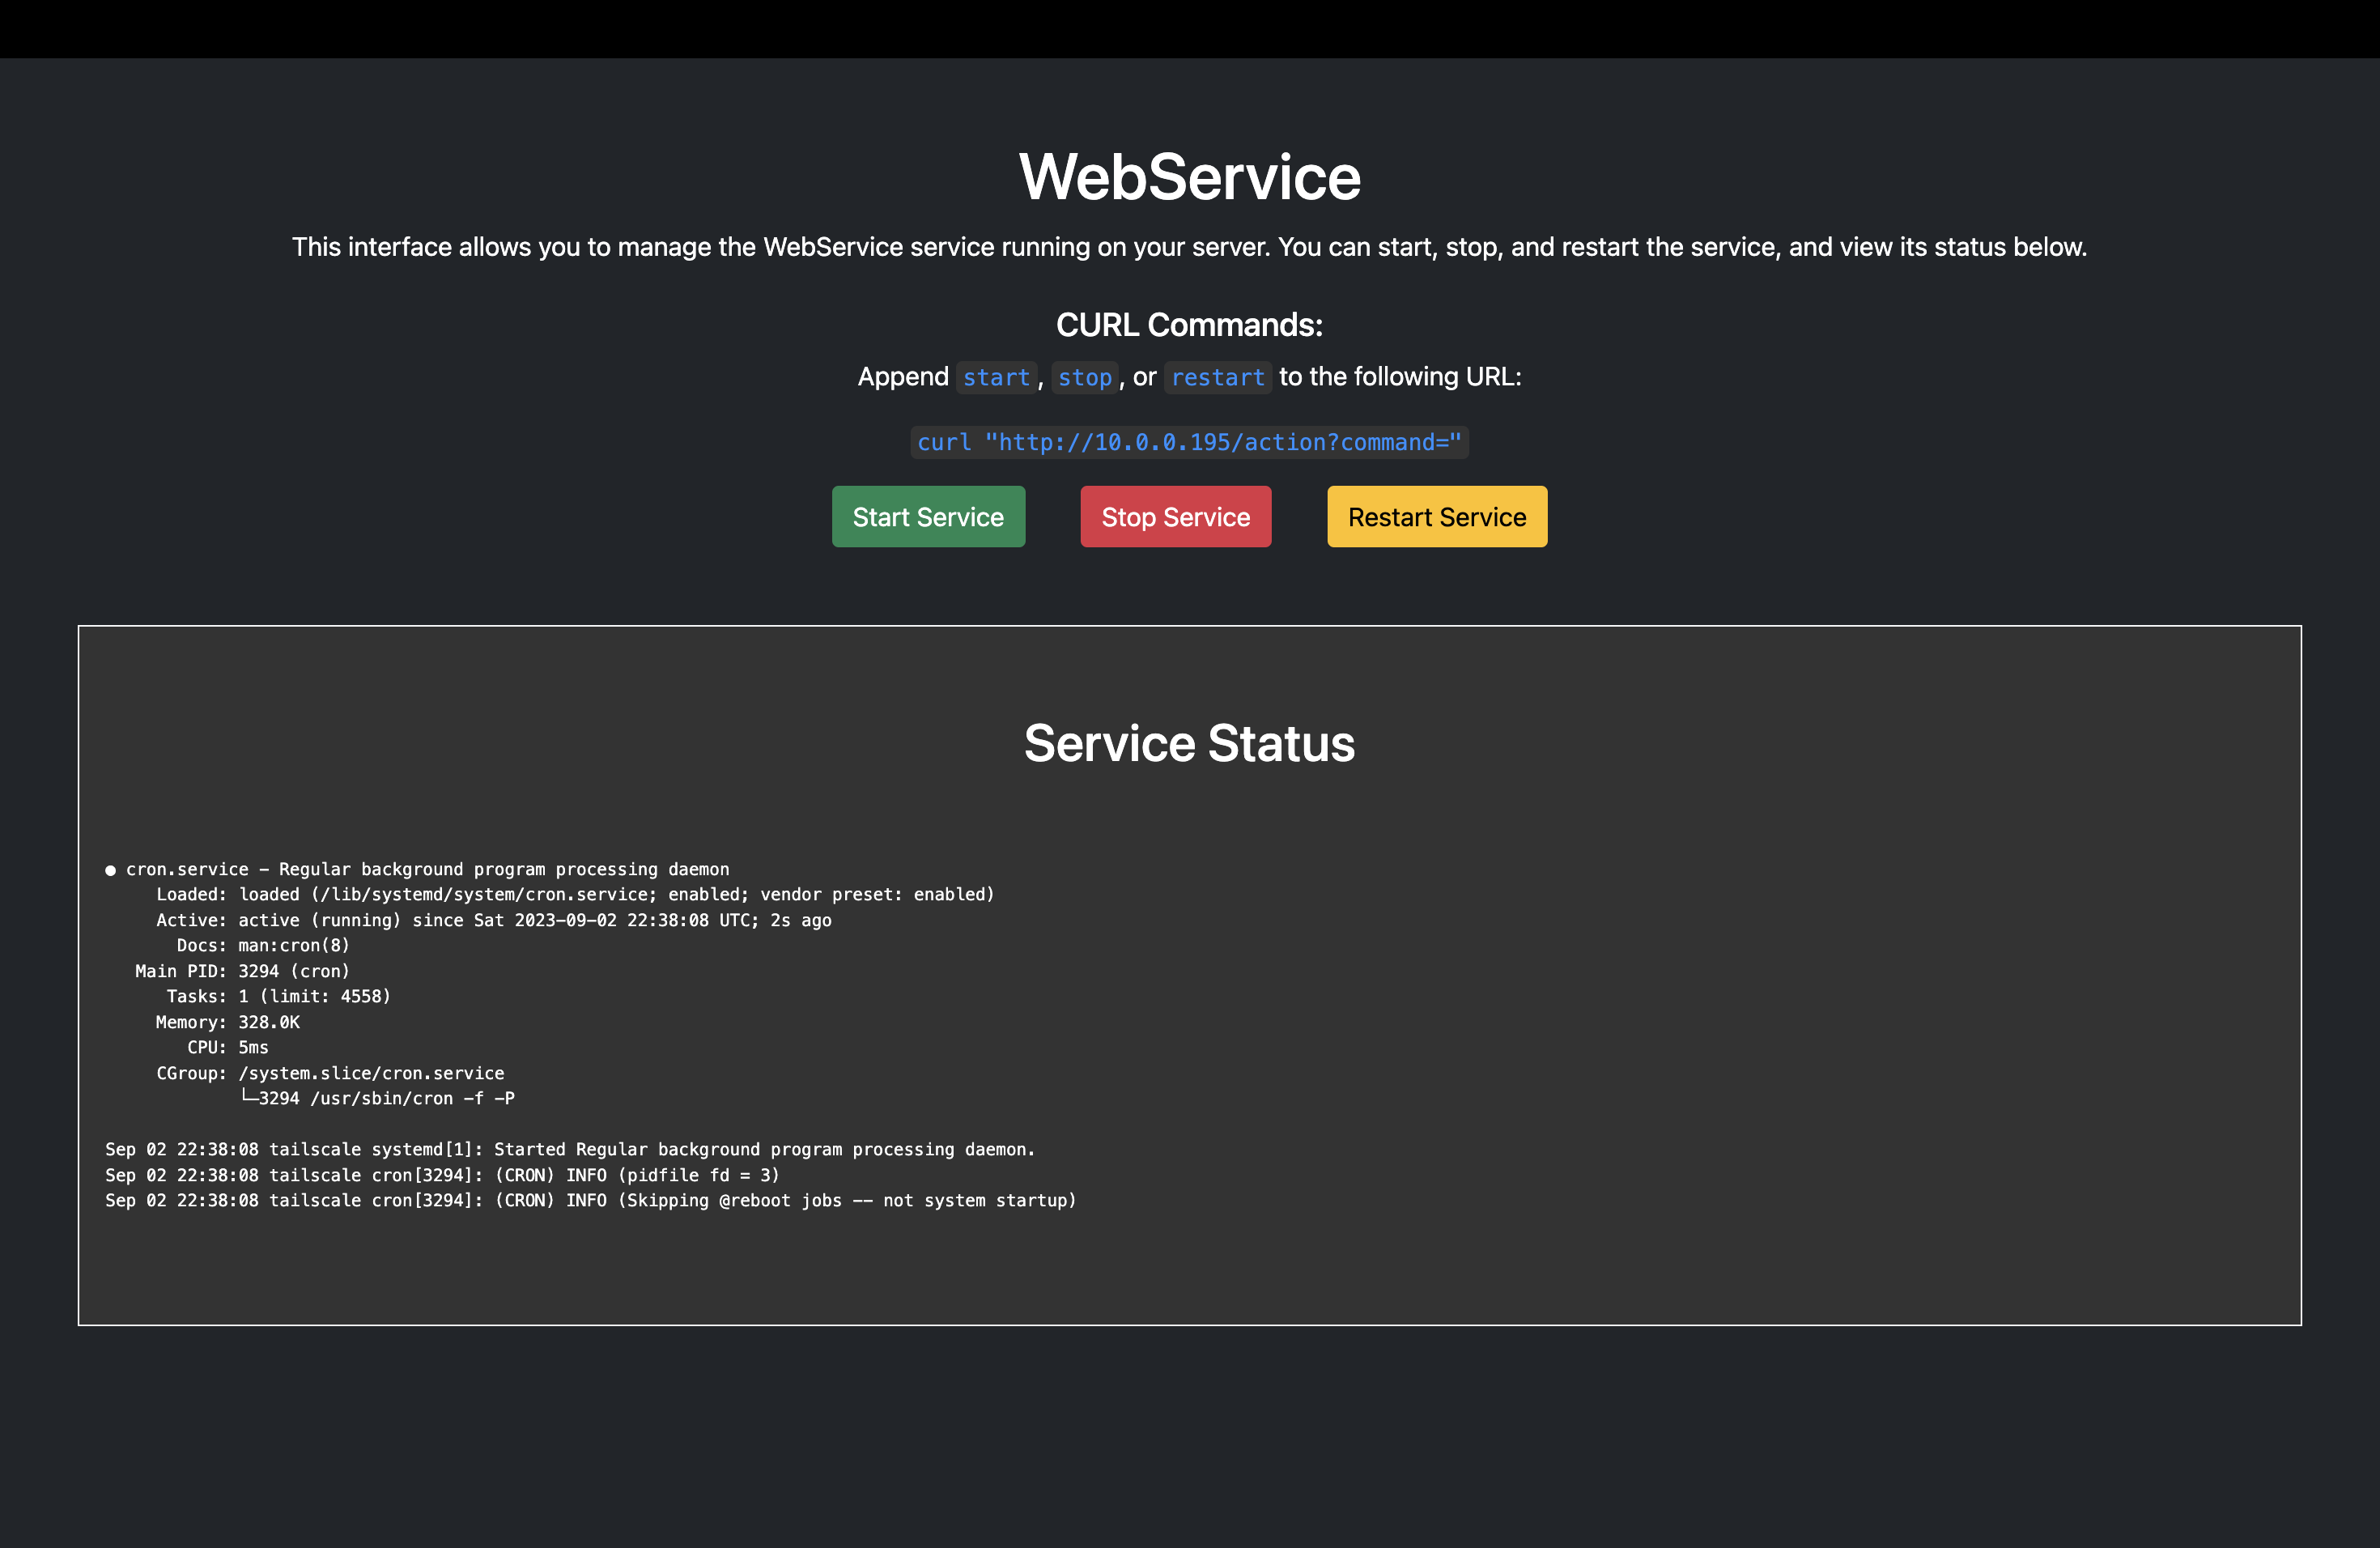 WebService
This interface allows you to manage the WebService service running on your server. You can start, stop, and restart the service, and view its status below.
CURL Commands:
Append start, stop, or restart to the following URL:
curl "http://10.0.0.195/action?command="
Start Service Stop Service Restart Service
Service Status
● cron.service - Regular background program processing daemon
Loaded: loaded (/lib/systemd/system/cron.service; enabled; vendor preset: enabled)
Active: active (running) since Sat 2023-09-02 22:38:08 UTC; 2s ago
Docs: man:cron(8)
Main PID: 3294 (cron)
Tasks: 1 (limit: 4558)
Memory: 328.0K
CPU: 5ms
CGroup: /system.slice/cron.service
└─3294 /usr/sbin/cron -f -P
Sep 02 22:38:08 tailscale systemd[1]: Started Regular background program processing daemon.
Sep 02 22:38:08 tailscale cron[3294]: (CRON) INFO (pidfile fd = 3)
Sep 02 22:38:08 tailscale cron[3294]: (CRON) INFO (Skipping @reboot jobs -- not system startup)